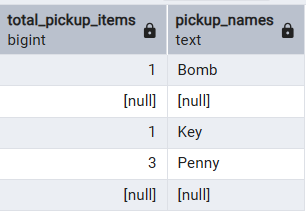 total_pickup_items pickup_names
bigint text
1 Bomb
[null] [null]
1 Key
3 Penny
[null] [null]